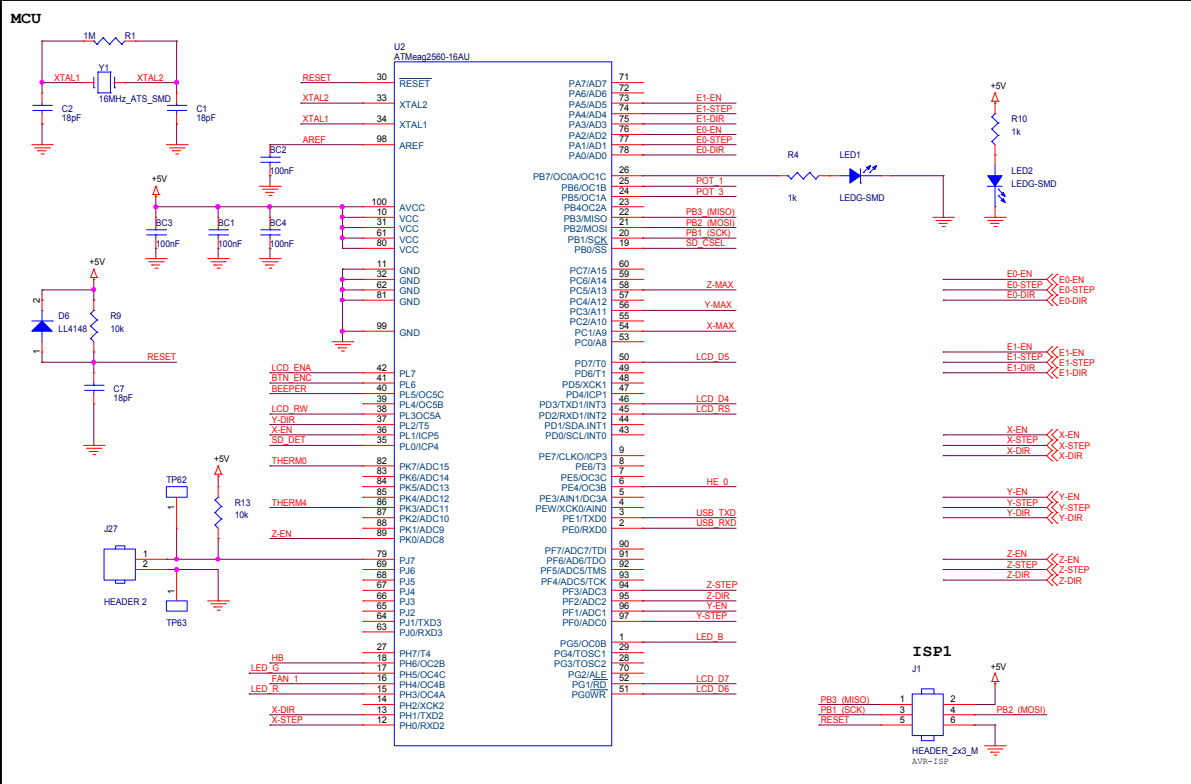 MCU
1M R1
Y1
XTAL1 XTAL2
16MHz_ATS_SMD
C2
18pF
C1
18pF
U2
ATMeag2560-16AU
RESET 30 RESET
XTAL2 33 XTAL2
XTAL1 34 XTAL1
AREF 98 AREF
BC2
100nF
+5V
100 AVCC
10 VCC
31 VCC
61 VCC
80 VCC
BC3
100nF
BC1
100nF
BC4
100nF
11 GND
32 GND
62 GND
81 GND
99 GND
+5V
2
D6
LL4148
1
R9
10k
RESET
C7
18pF
LCD_ENA 42 PL7
BTN_ENC 41 PL6
BEEPER 40 PL5/OC5C
39 PL4/OC5B
LCD_RW 38 PL3OC5A
Y-DIR 37 PL2/T5
X-EN 36 PL1/ICP5
SD_DET 35 PL0/ICP4
THERM0 82 PK7/ADC15
83 PK6/ADC14
84 PK5/ADC13
85 PK4/ADC12
THERM4 86 PK3/ADC11
87 PK2/ADC10
88 PK1/ADC9
Z-EN 89 PK0/ADC8
+5V
R13
10k
TP62
1
J27
1
2
HEADER 2
1
TP63
79 PJ7
69 PJ6
68 PJ5
67 PJ4
66 PJ3
65 PJ2
64 PJ1/TXD3
63 PJ0/RXD3
27 PH7/T4
HB 18 PH6/OC2B
LED_G 17 PH5/OC4C
FAN_1 16 PH4/OC4B
LED_R 15 PH3/OC4A
14 PH2/XCK2
X-DIR 13 PH1/TXD2
X-STEP 12 PH0/RXD2
PA7/AD7 71
PA6/AD6 72
PA5/AD5 73 E1-EN
PA4/AD4 74 E1-STEP
PA3/AD3 75 E1-DIR
PA2/AD2 76 E0-EN
PA1/AD1 77 E0-STEP
PA0/AD0 78 E0-DIR
PB7/OC0A/OC1C 26
PB6/OC1B 25 POT_1
PB5/OC1A 24 POT_3
PB4OC2A 23
PB3/MISO 22 PB3_(MISO)
PB2/MOSI 21 PB2_(MOSI)
PB1/SCK 20 PB1_(SCK)
PB0/SS 19 SD_CSEL
PC7/A15 60
PC6/A14 59
PC5/A13 58 Z-MAX
PC4/A12 57
PC3/A11 56 Y-MAX
PC2/A10 55
PC1/A9 54 X-MAX
PC0/A8 53
PD7/T0 50 LCD_D5
PD6/T1 49
PD5/XCK1 48
PD4/ICP1 47
PD3/TXD1/INT3 46 LCD_D4
PD2/RXD1/INT2 45 LCD_RS
PD1/SDA.INT1 44
PD0/SCL/INT0 43
PE7/CLKO/ICP3 9
PE6/T3 8
PE5/OC3C 7
PE4/OC3B 6 HE_0
PE3/AIN1/DC3A 5
PEW/XCK0/AIN0 4
PE1/TXD0 3 USB_TXD
PE0/RXD0 2 USB_RXD
PF7/ADC7/TDI 90
PF6/AD6/TDO 91
PF5/ADC5/TMS 92
PF4/ADC5/TCK 93
PF3/ADC3 94 Z-STEP
PF2/ADC2 95 Z-DIR
PF1/ADC1 96 Y-EN
PF0/ADC0 97 Y-STEP
PG5/OC0B 1 LED_B
PG4/TOSC1 29
PG3/TOSC2 28
PG2/ALE 70
PG1/RD 52 LCD_D7
PG0WR 51 LCD_D6
R4
1k
LED1
LEDG-SMD
+5V
R10
1k
LED2
LEDG-SMD
E0-EN E0-EN
E0-STEP E0-STEP
E0-DIR E0-DIR
E1-EN E1-EN
E1-STEP E1-STEP
E1-DIR E1-DIR
X-EN X-EN
X-STEP X-STEP
X-DIR X-DIR
Y-EN Y-EN
Y-STEP Y-STEP
Y-DIR Y-DIR
Z-EN Z-EN
Z-STEP Z-STEP
Z-DIR Z-DIR
ISP1
J1
+5V
PB3_(MISO) 1 2
PB1_(SCK) 3 4 PB2_(MOSI)
RESET 5 6
HEADER_2x3_M
AVR-ISP